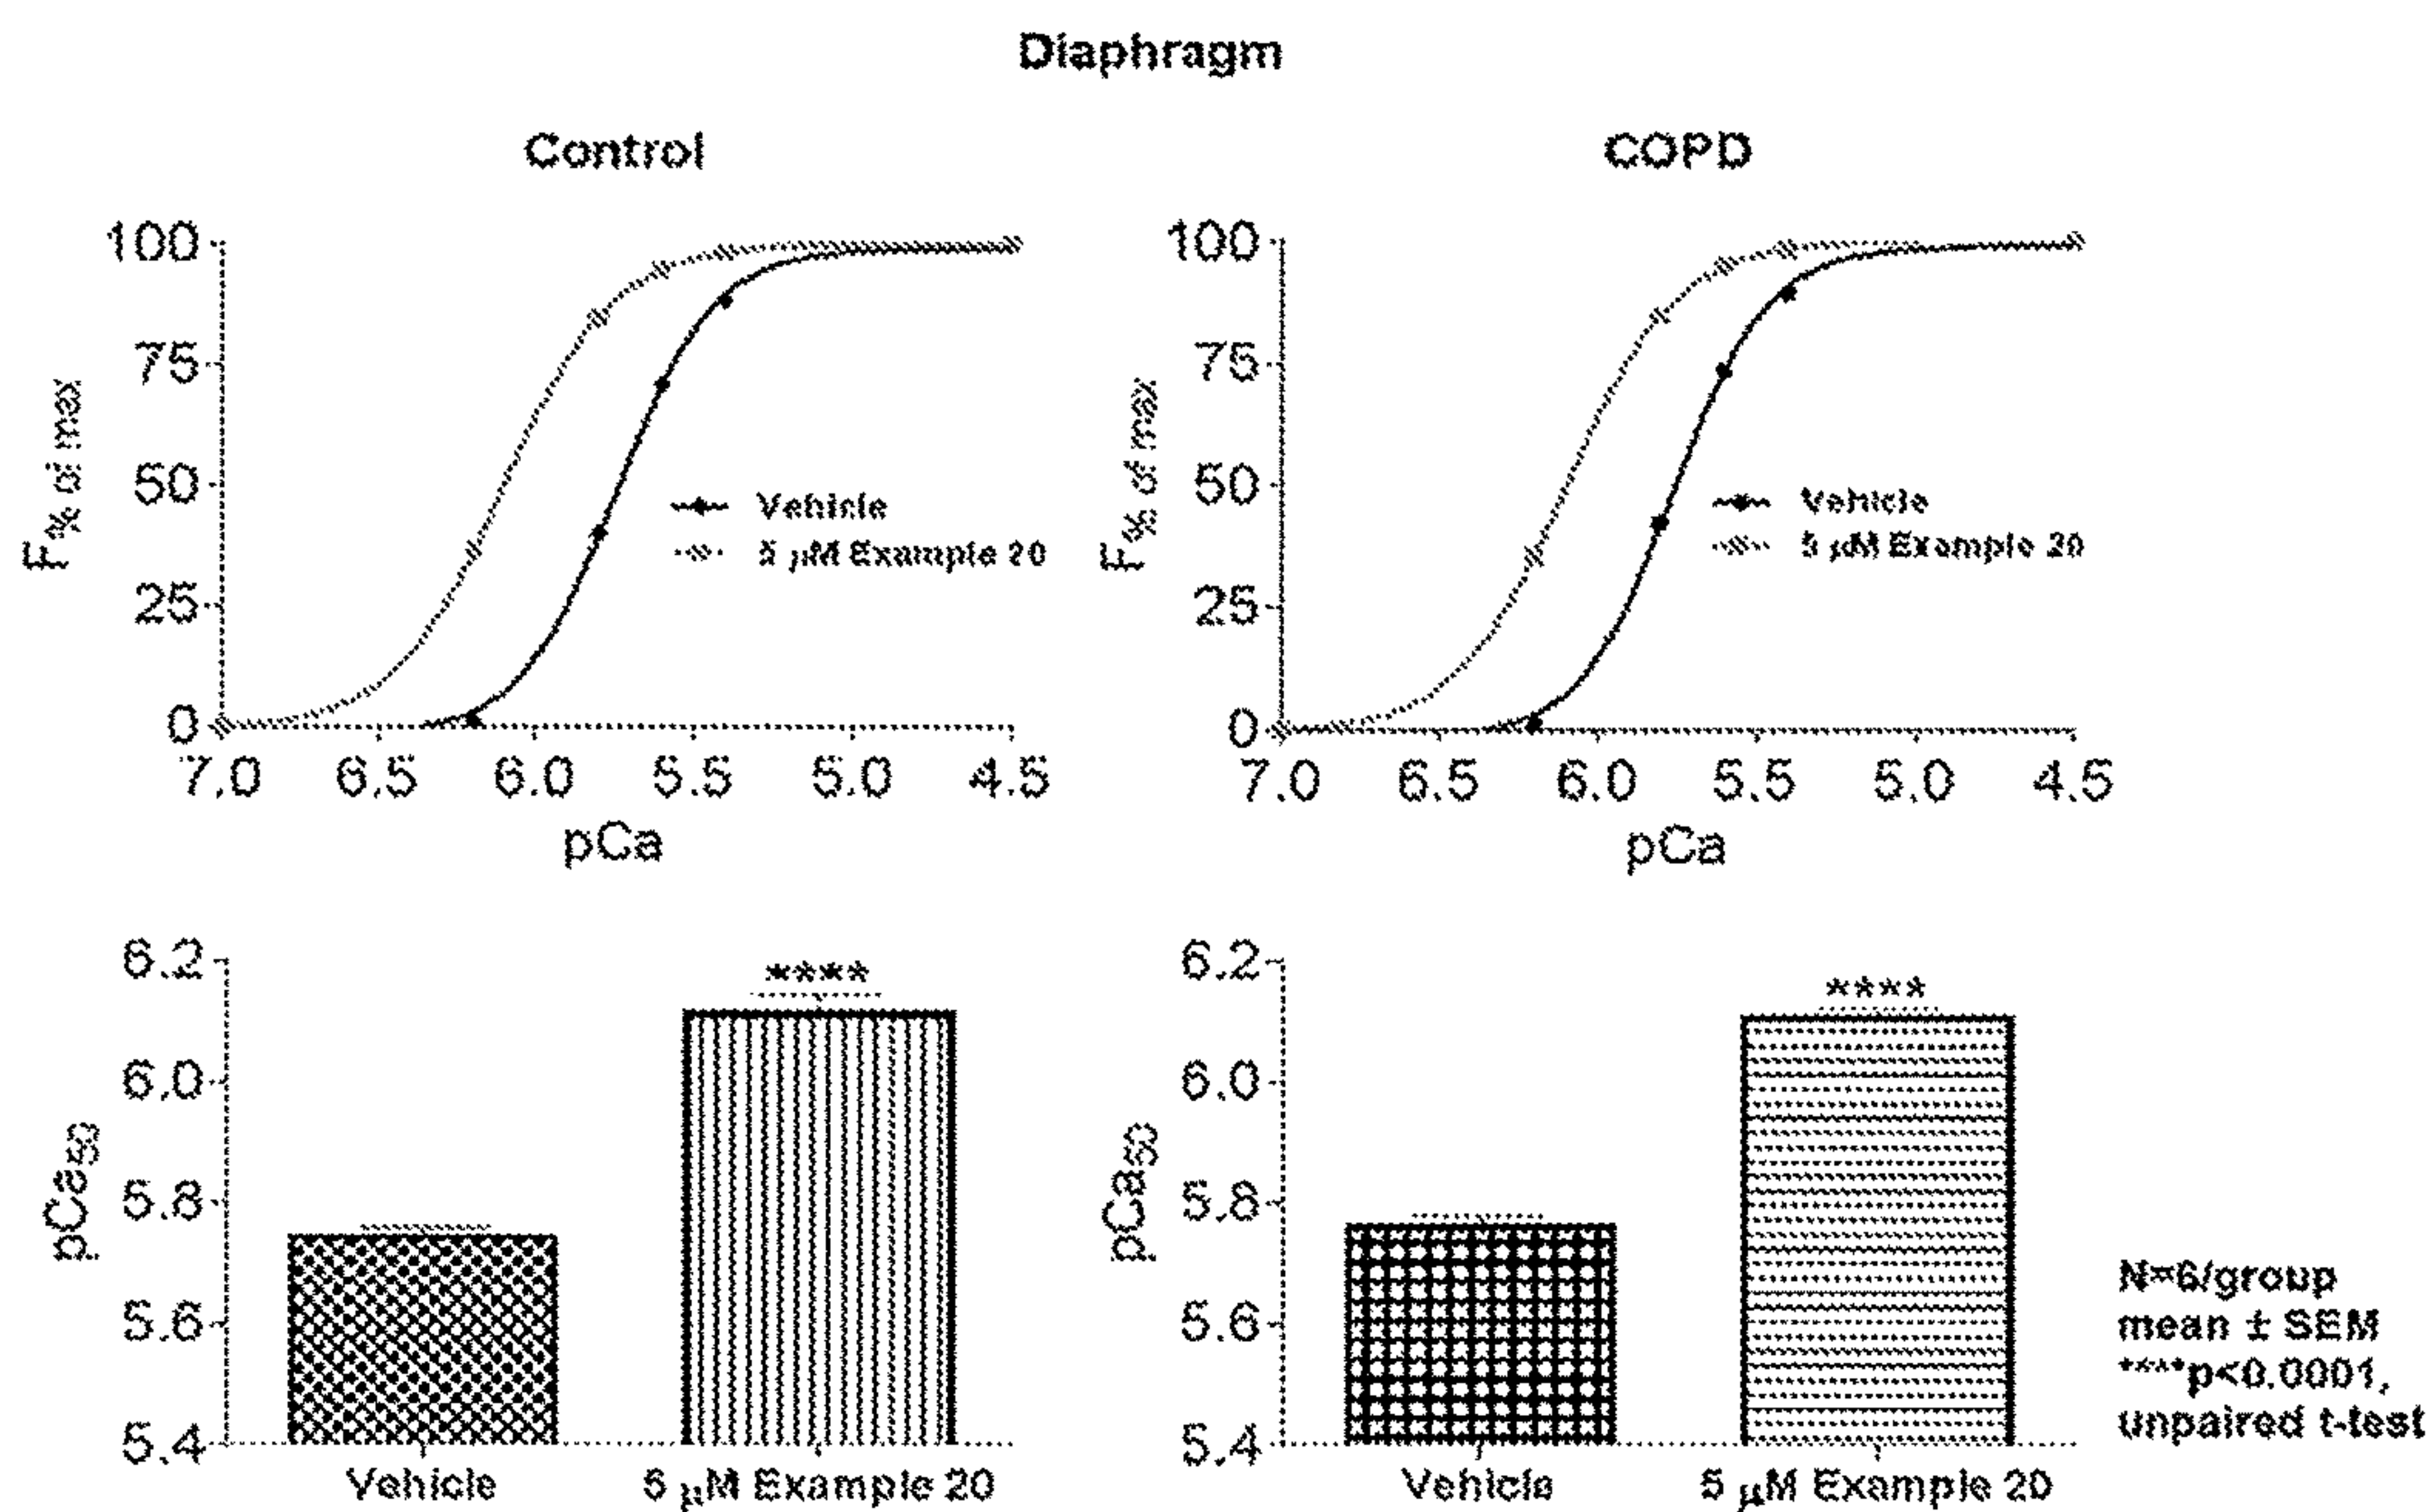 Diaphragm
Control
COPD
100
75
50
25
0
F% of max
Vehicle
5 µM Example 20
7.0 6.5 6.0 5.5 5.0 4.5
pCa
100
75
50
25
0
F% of max
Vehicle
5 µM Example 20
7.0 6.5 6.0 5.5 5.0 4.5
pCa
6.2
6.0
5.8
5.6
5.4
pCa50
****
Vehicle 5 µM Example 20
6.2
6.0
5.8
5.6
5.4
pCa50
****
Vehicle 5 µM Example 20
N=6/group
mean ± SEM
****p<0.0001,
unpaired t-test